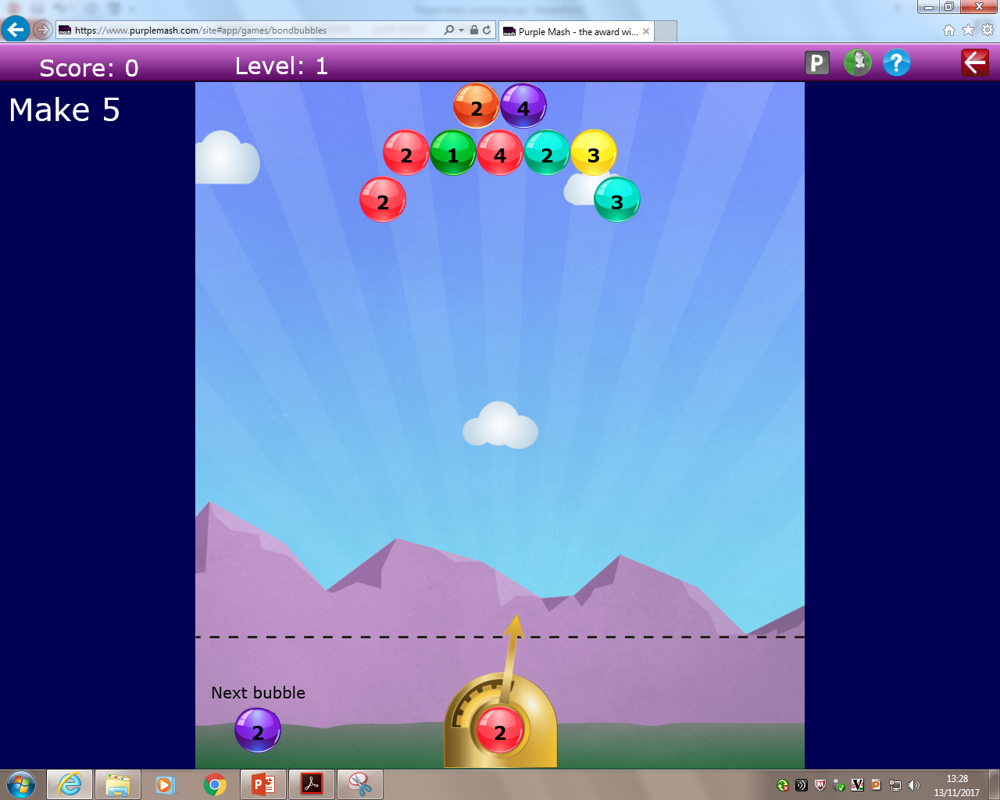 https://www.purplemash.com/site#app/games/bondbubbles
Purple Mash - the award wi...
Score: 0
Level: 1
P
?
Make 5
2 4
2 1 4 2 3
2 3
Next bubble
2
2
13:28
13/11/2017